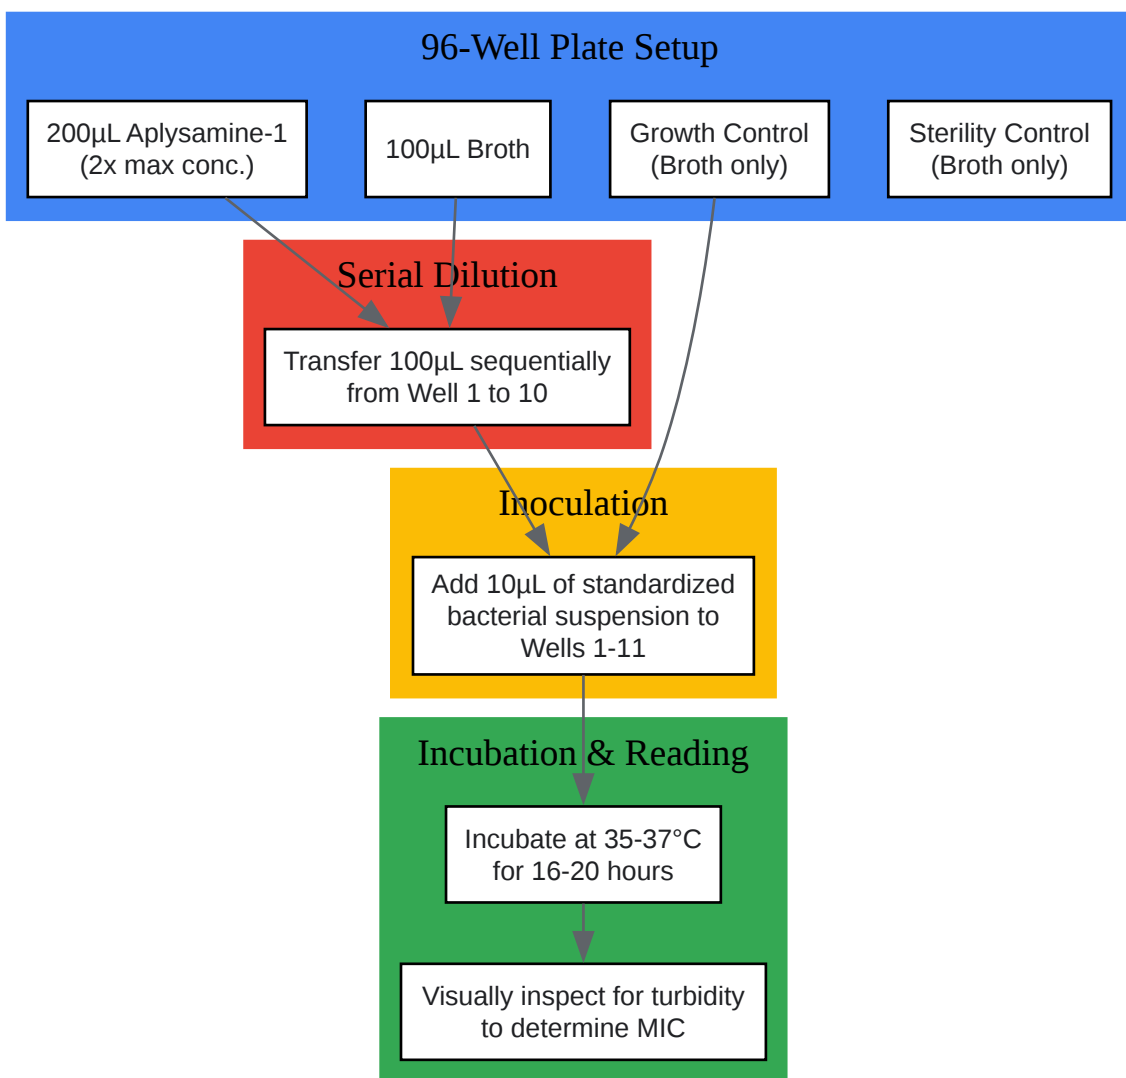 96-Well Plate Setup
200µL Aplysamine-1
(2x max conc.)
100µL Broth
Growth Control
(Broth only)
Sterility Control
(Broth only)
Serial Dilution
Transfer 100µL sequentially
from Well 1 to 10
Inoculation
Add 10µL of standardized
bacterial suspension to
Wells 1-11
Incubation & Reading
Incubate at 35-37°C
for 16-20 hours
Visually inspect for turbidity
to determine MIC